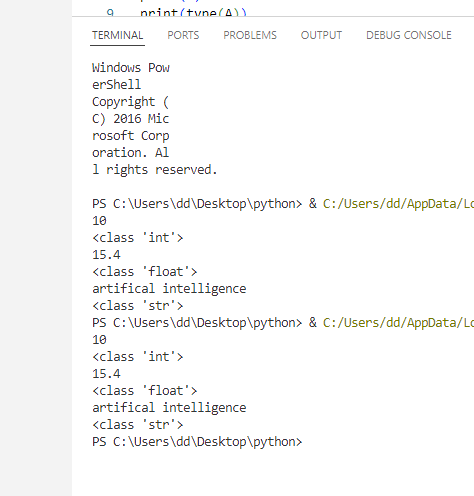 9 print(type(A))
TERMINAL PORTS PROBLEMS OUTPUT DEBUG CONSOLE
Windows Pow
erShell
Copyright (
C) 2016 Mic
rosoft Corp
oration. Al
l rights reserved.
PS C:\Users\dd\Desktop\python> & C:/Users/dd/AppData/Lo
10
<class 'int'>
15.4
<class 'float'>
artifical intelligence
<class 'str'>
PS C:\Users\dd\Desktop\python> & C:/Users/dd/AppData/Lo
10
<class 'int'>
15.4
<class 'float'>
artifical intelligence
<class 'str'>
PS C:\Users\dd\Desktop\python>